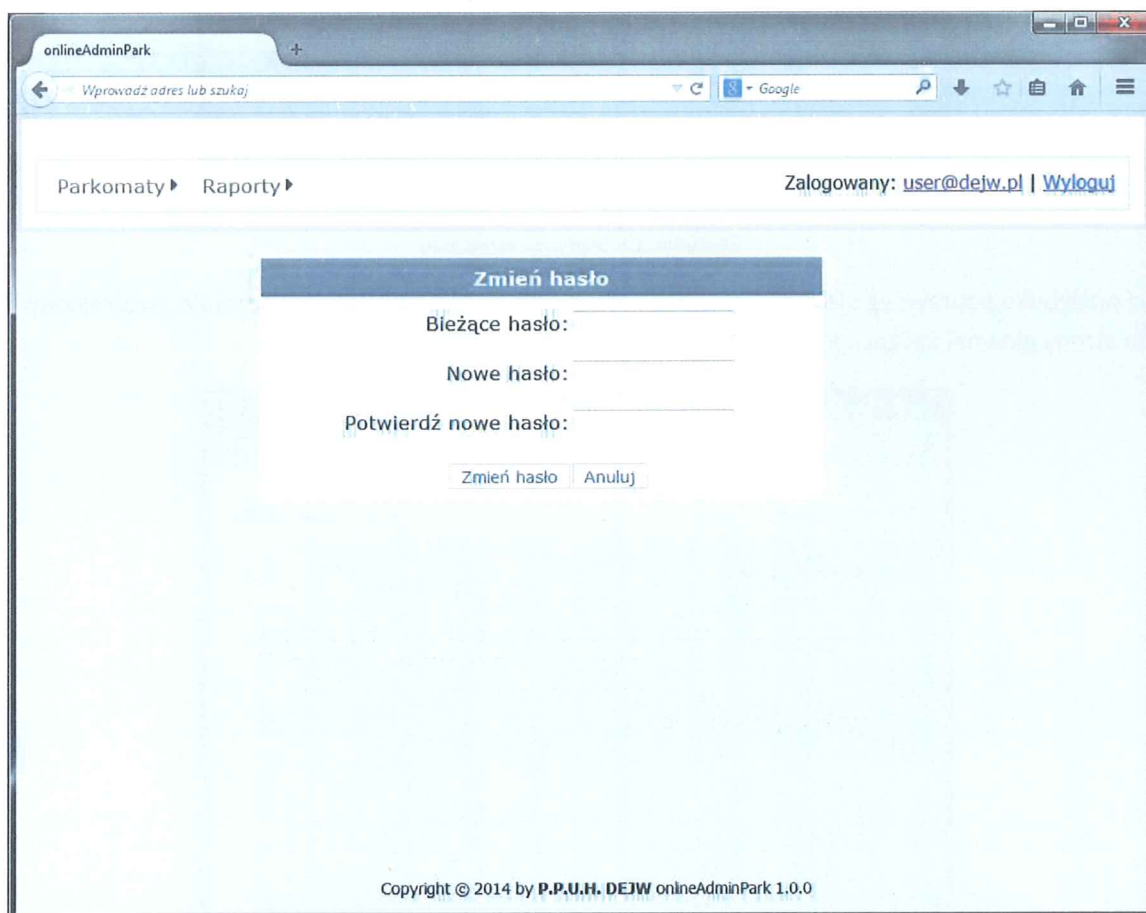 onlineAdminPark
Wprowadź adres lub szukaj
Google
Parkomaty Raporty Zalogowany: user@dejw.pl | Wyloguj
Zmień hasło
Bieżące hasło:
Nowe hasło:
Potwierdź nowe hasło:
Zmień hasło Anuluj
Copyright © 2014 by P.P.U.H. DEJW onlineAdminPark 1.0.0